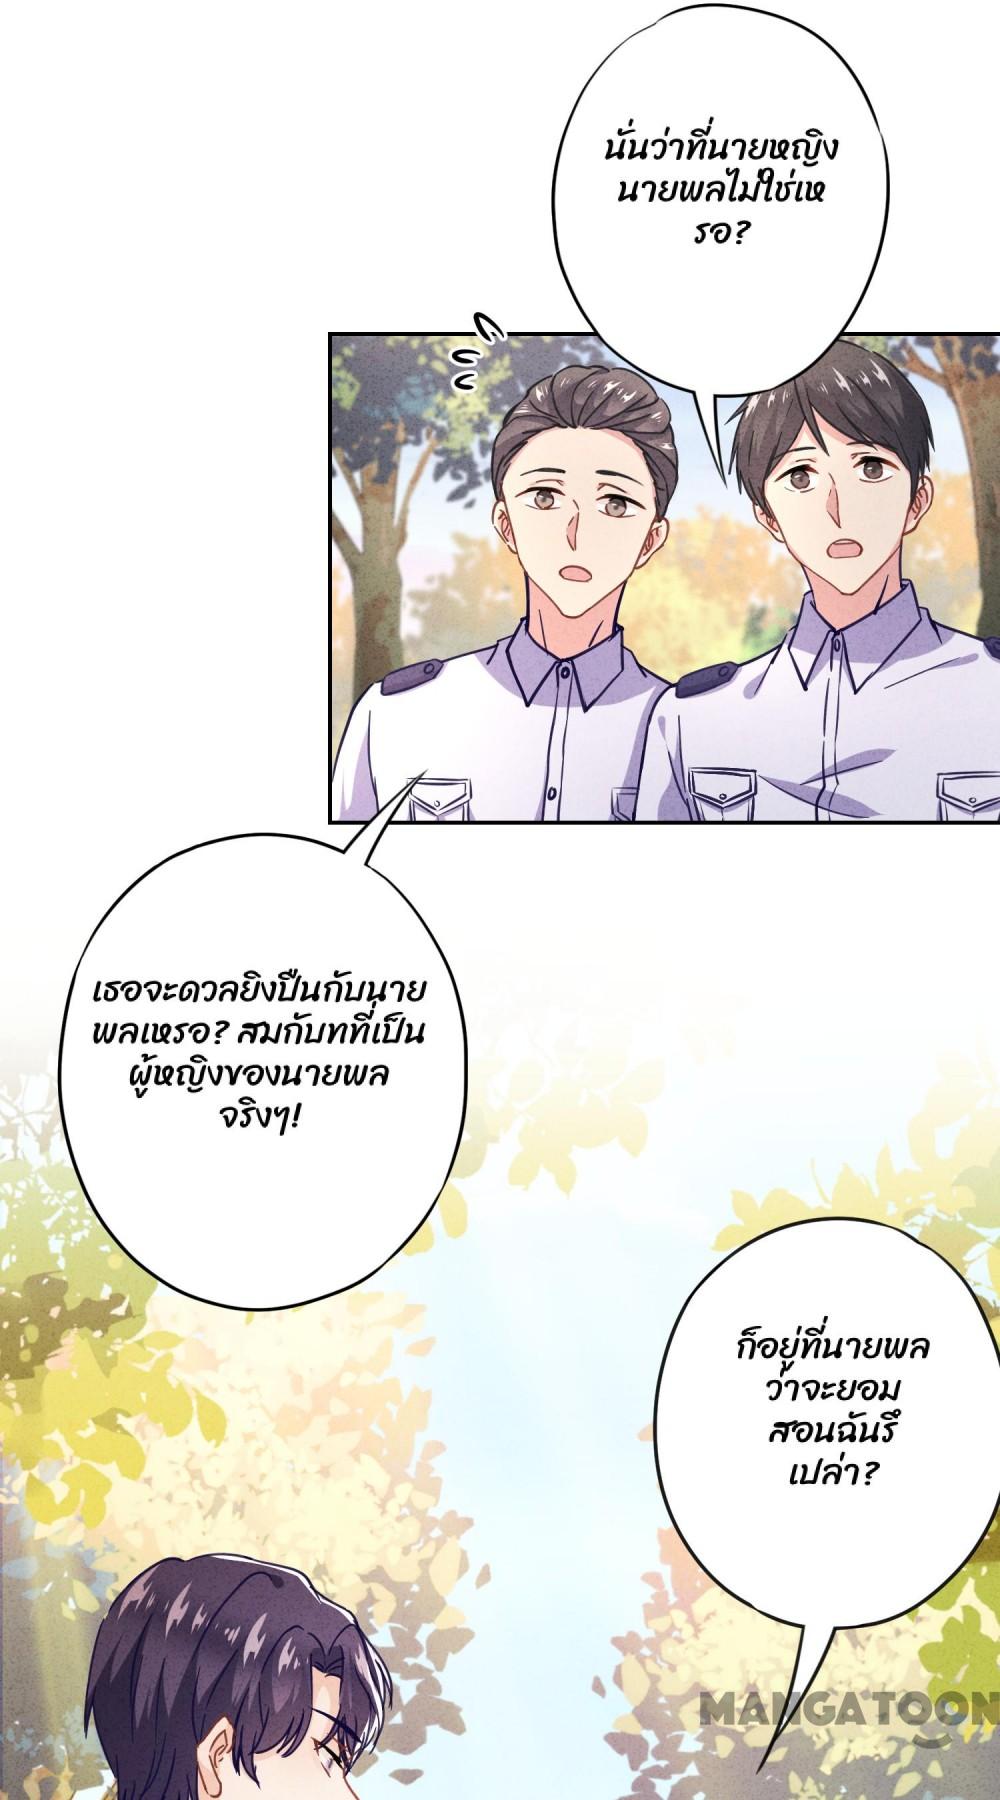 นั่นว่าที่นายหญิง
นายพลไม่ใช่เห
รอ?
เธอจะดวลยิงปืนกับนาย
พลเหรอ? สมกับทที่เป็น
ผู้หญิงของนายพล
จริงๆ!
ก็อยู่ที่นายพล
ว่าจะยอม
สอนฉันรึ
เปล่า?
MANGATOON